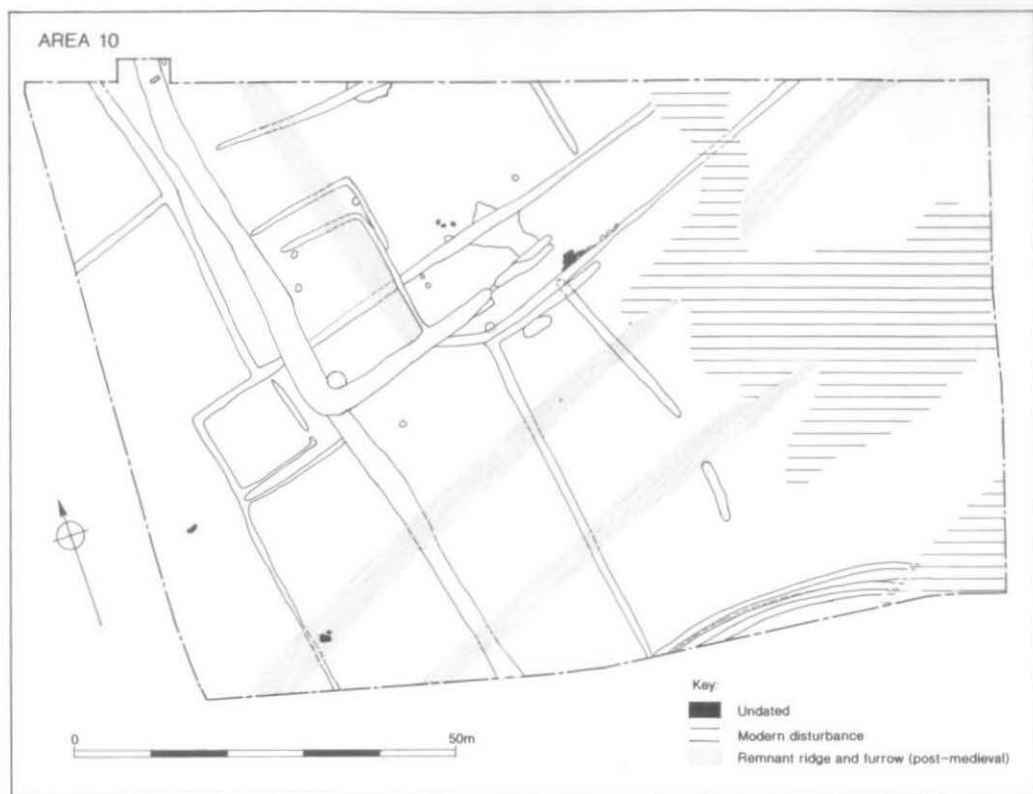 AREA 10
Key:
Undated
Modern disturbance
Remnant ridge and furrow (post-medieval)
0 50m